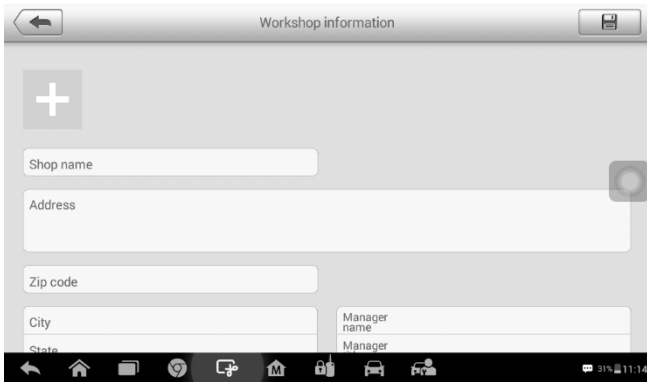 Workshop information
Shop name
Address
Zip code
City
Manager
name
State
Manager
M
31% 11:14